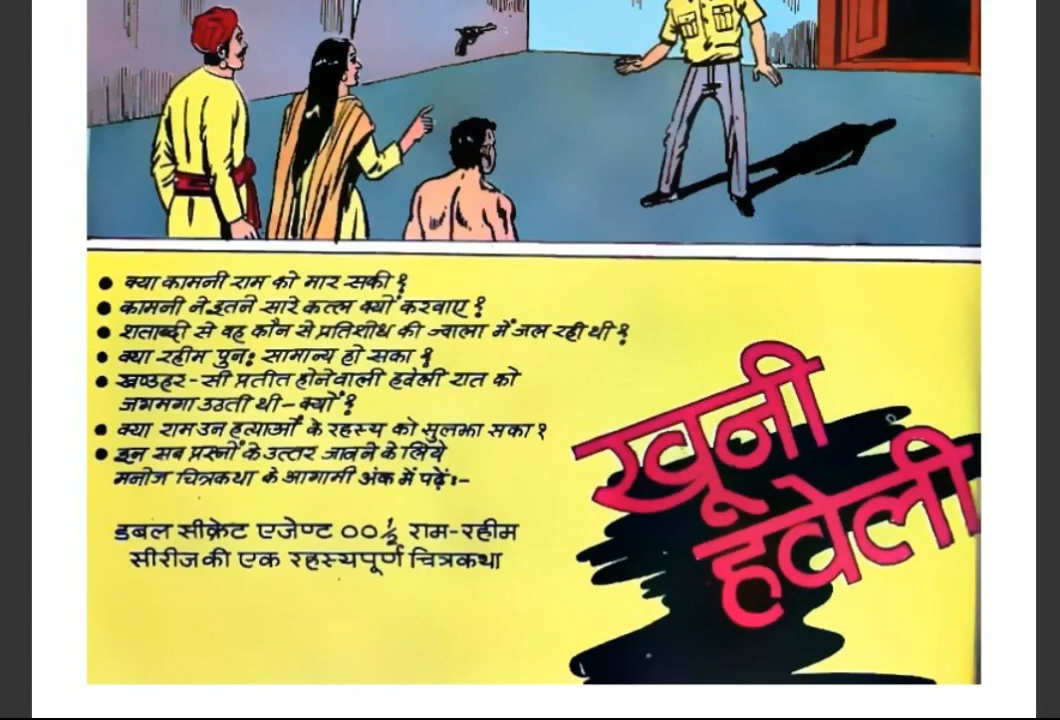 ● क्या कामनी राम को मार सकी ?
● कामनी ने इतने सारे कत्ल क्यों करवाए ?
● शताब्दी से वह कौन से प्रतिशोध की ज्वाला में जल रही थी ?
● क्या रहीम पुन: सामान्य हो सका ?
● खण्डहर-सी प्रतीत होनेवाली हवेली रात को
जगमगा उठती थी- क्यों ?
● क्या राम उन हत्याओं के रहस्य को सुलझा सका ?
● इन सब प्रश्नों के उत्तर जानने के लिये
मनोज चित्रकथा के आगामी अंक में पढ़ें:-
डबल सीक्रेट एजेण्ट 00½ राम-रहीम
सीरीज की एक रहस्यपूर्ण चित्रकथा
खूनी
हवेली